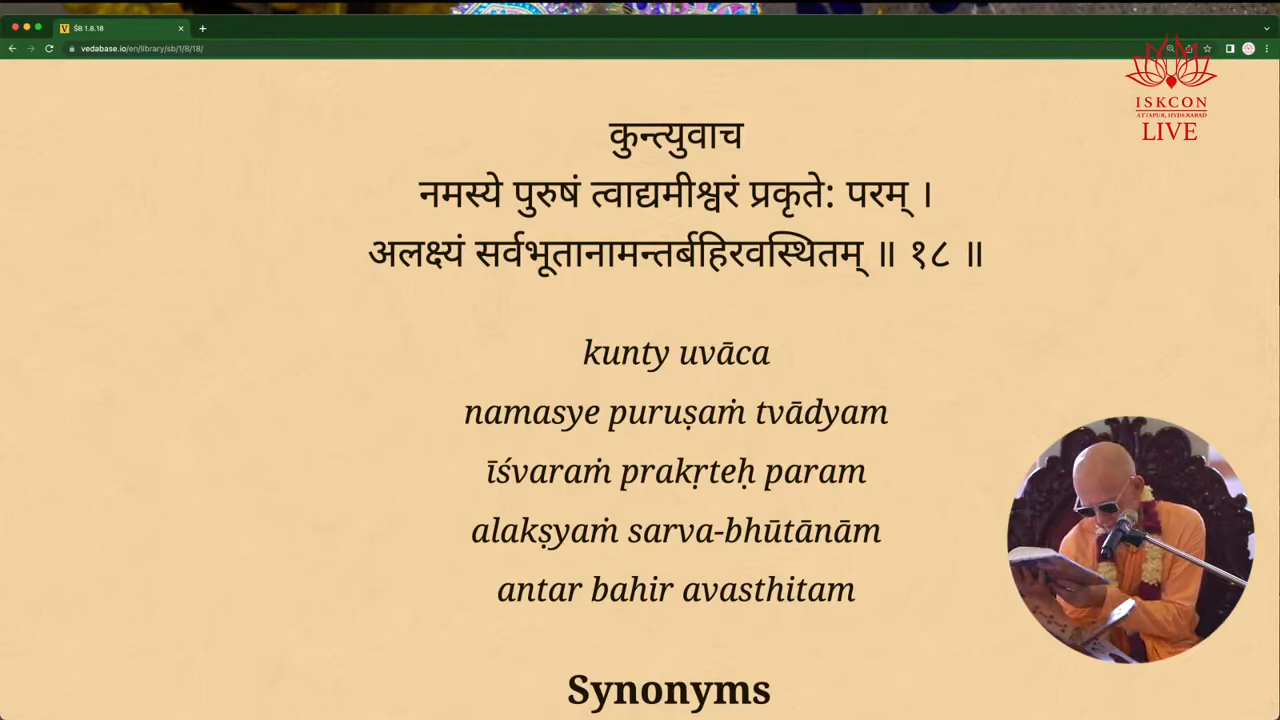 ŚB 1.8.18
vedabase.io/en/library/sb/1/8/18/
ISKCON
ATTAPUR, HYDERABAD
LIVE
कुन्त्युवाच
नमस्ये पुरुषं त्वाद्यमीश्वरं प्रकृते: परम् ।
अलक्ष्यं सर्वभूतानामन्तर्बहिरवस्थितम् ॥ १८ ॥
kunty uvāca
namasye puruṣaṁ tvādyam
īśvaraṁ prakṛteḥ param
alakṣyaṁ sarva-bhūtānām
antar bahir avasthitam
Synonyms